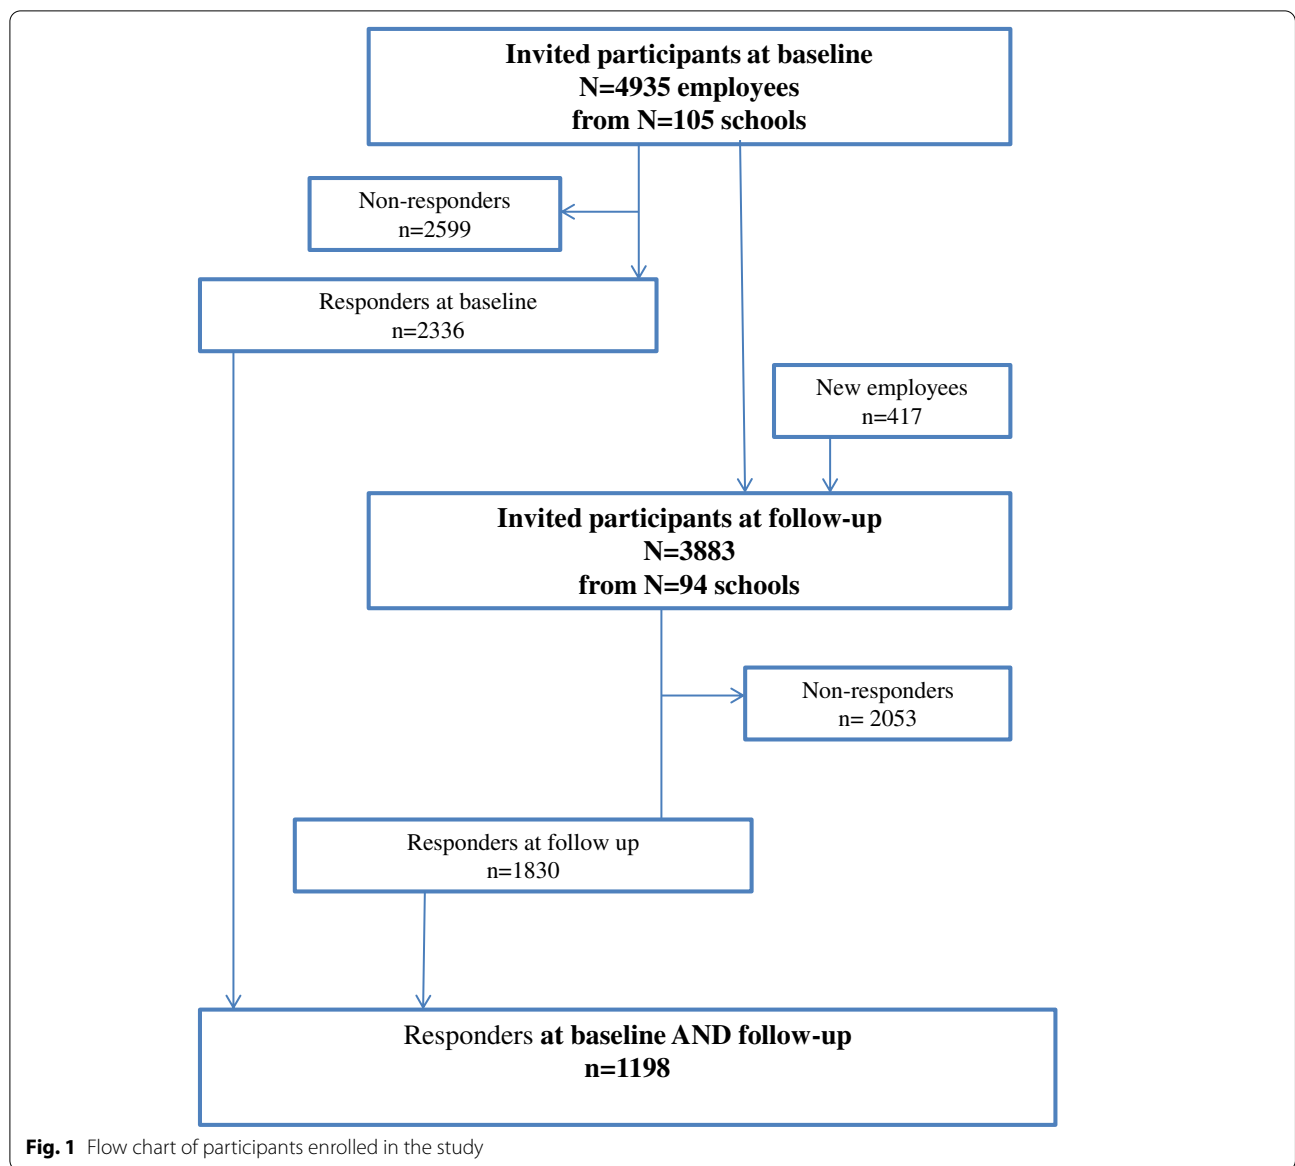 Invited participants at baseline
N=4935 employees
from N=105 schools
Non-responders
n=2599
Responders at baseline
n=2336
New employees
n=417
Invited participants at follow-up
N=3883
from N=94 schools
Non-responders
n= 2053
Responders at follow up
n=1830
Responders at baseline AND follow-up
n=1198
Fig. 1 Flow chart of participants enrolled in the study